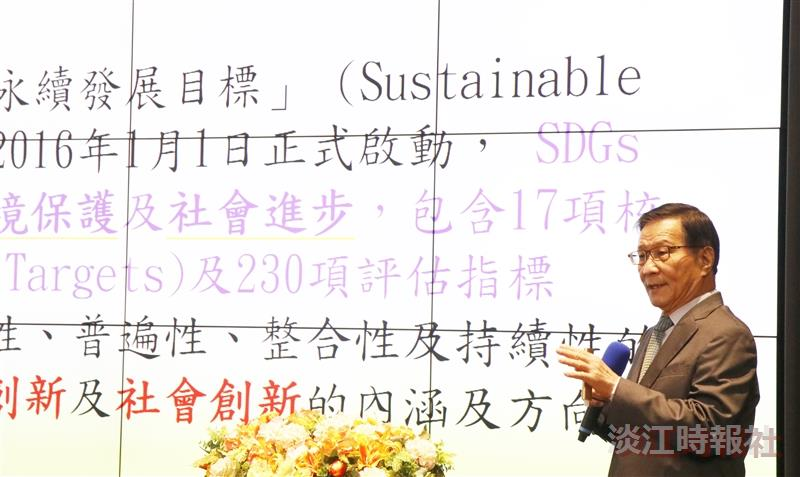 永續發展目標」 (Sustainable
2016年1月1日正式啟動， SDGs
境保護及社會進步，包含17項核
Targets)及230項評估指標
性、普遍性、整合性及持續性的
創新及社會創新的內涵及方向
淡江時報社